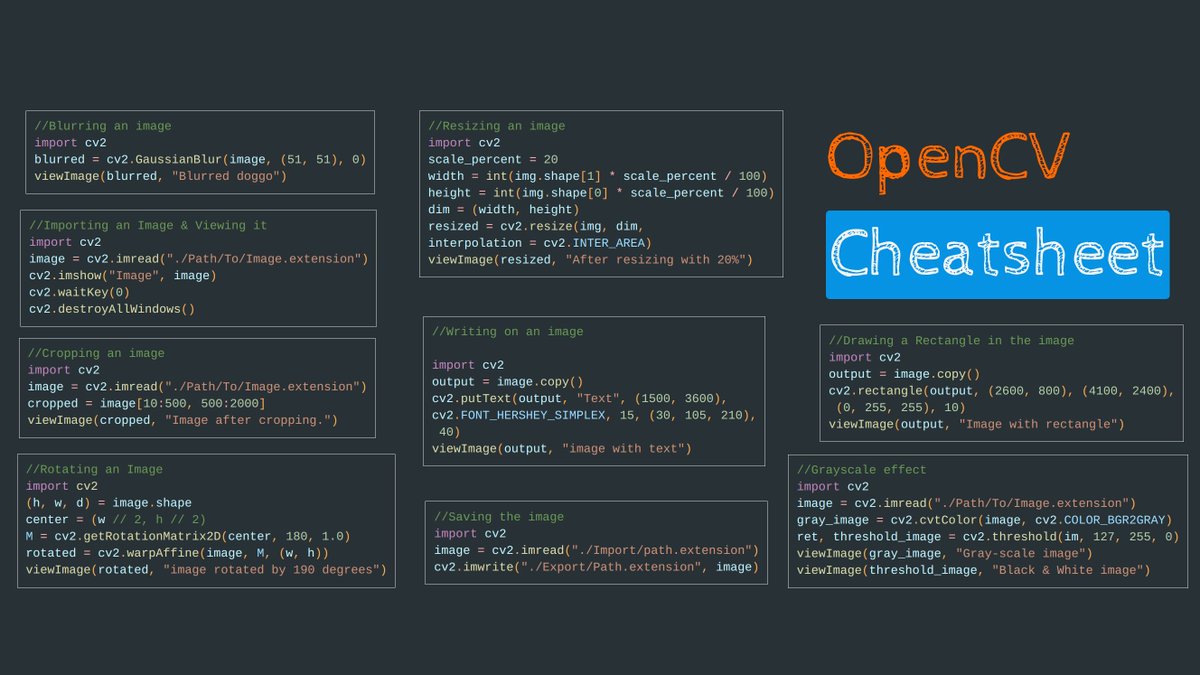 //Blurring an image
import cv2
blurred = cv2.GaussianBlur(image, (51, 51), 0)
viewImage(blurred, "Blurred doggo")
//Importing an Image & Viewing it
import cv2
image = cv2.imread("./Path/To/Image.extension")
cv2.imshow("Image", image)
cv2.waitKey(0)
cv2.destroyAllWindows()
//Cropping an image
import cv2
image = cv2.imread("./Path/To/Image.extension")
cropped = image[10:500, 500:2000]
viewImage(cropped, "Image after cropping.")
//Rotating an Image
import cv2
(h, w, d) = image.shape
center = (w // 2, h // 2)
M = cv2.getRotationMatrix2D(center, 180, 1.0)
rotated = cv2.warpAffine(image, M, (w, h))
viewImage(rotated, "image rotated by 190 degrees")
//Resizing an image
import cv2
scale_percent = 20
width = int(img.shape[1] * scale_percent / 100)
height = int(img.shape[0] * scale_percent / 100)
dim = (width, height)
resized = cv2.resize(img, dim,
interpolation = cv2.INTER_AREA)
viewImage(resized, "After resizing with 20%")
//Writing on an image
import cv2
output = image.copy()
cv2.putText(output, "Text", (1500, 3600),
cv2.FONT_HERSHEY_SIMPLEX, 15, (30, 105, 210),
40)
viewImage(output, "image with text")
//Saving the image
import cv2
image = cv2.imread("./Import/path.extension")
cv2.imwrite("./Export/Path.extension", image)
OpenCV
Cheatsheet
//Drawing a Rectangle in the image
import cv2
output = image.copy()
cv2.rectangle(output, (2600, 800), (4100, 2400),
(0, 255, 255), 10)
viewImage(output, "Image with rectangle")
//Grayscale effect
import cv2
image = cv2.imread("./Path/To/Image.extension")
gray_image = cv2.cvtColor(image, cv2.COLOR_BGR2GRAY)
ret, threshold_image = cv2.threshold(im, 127, 255, 0)
viewImage(gray_image, "Gray-scale image")
viewImage(threshold_image, "Black & White image")